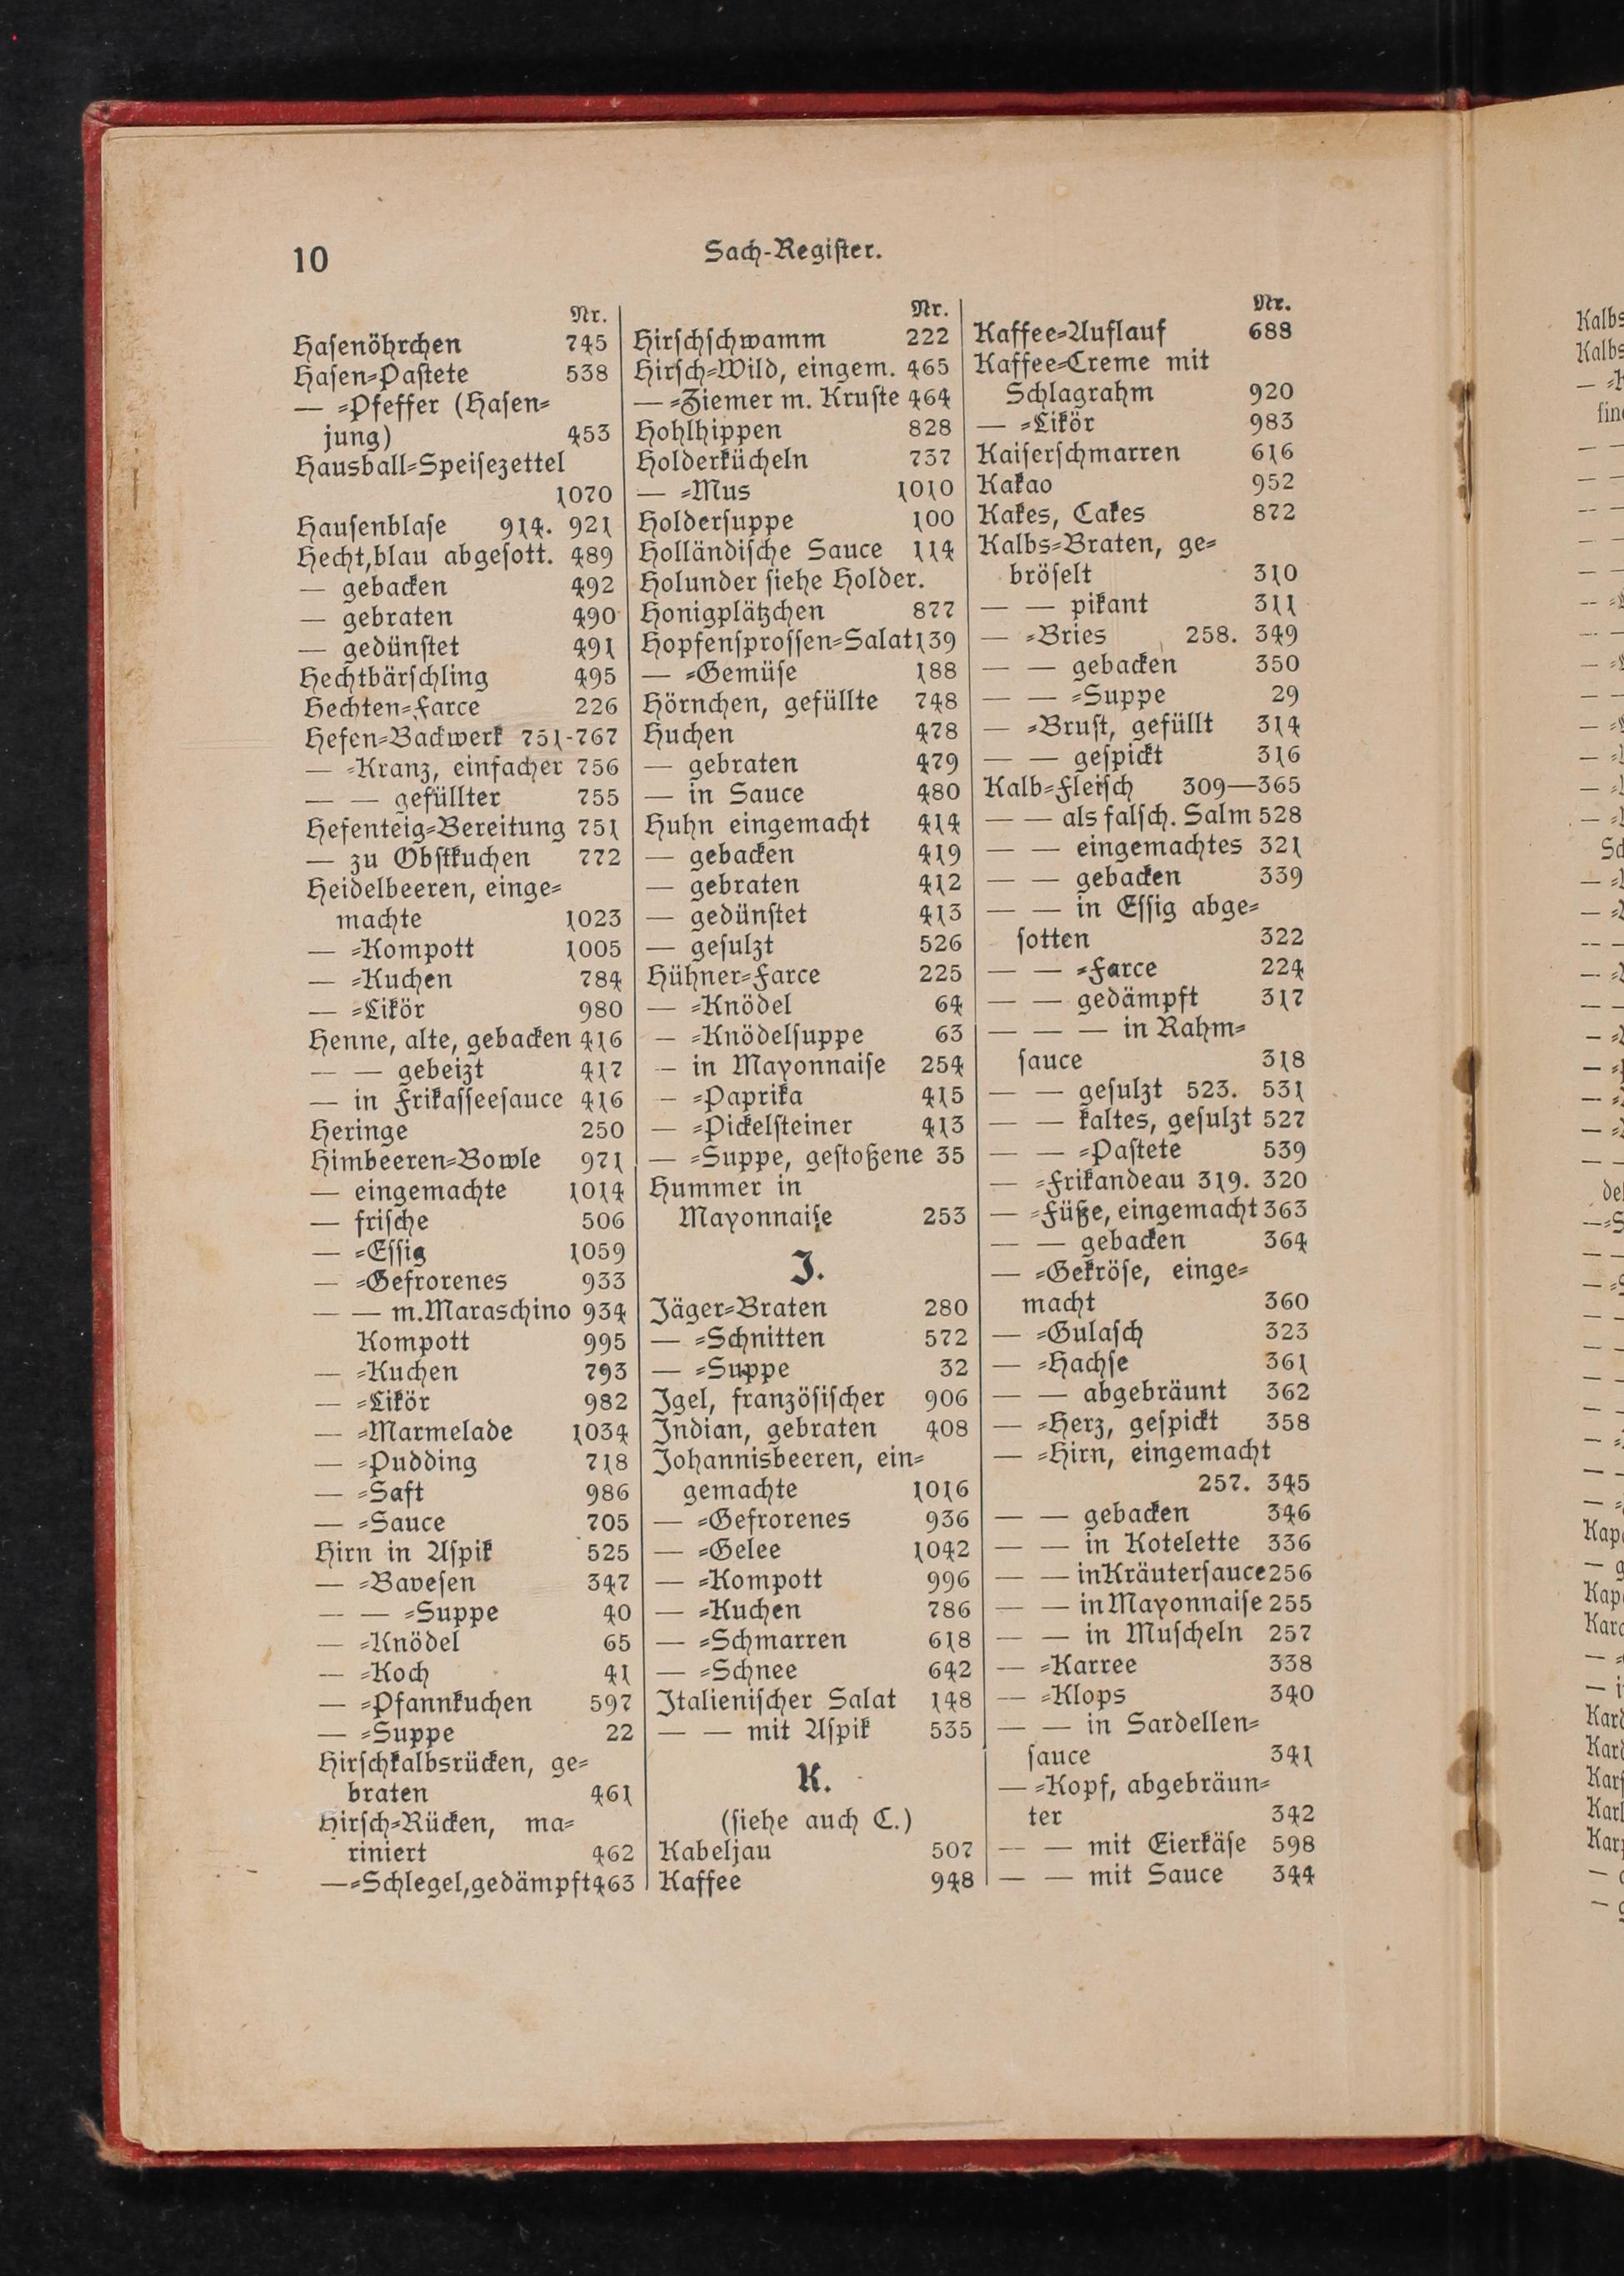 10
Sach-Regiſter.
Nr.
Haſenöhrchen 745
Haſen=Paſtete 538
— =Pfeffer (Haſen=
jung) 453
Hausball=Speiſezettel
1070
Hauſenblaſe 914. 921
Hecht, blau abgeſott. 489
— gebacken 492
— gebraten 490
— gedünſtet 491
Hechtbärſchling 495
Hechten=Farce 226
Hefen=Backwerk 751-767
— =Kranz, einfacher 756
— — gefüllter 755
Hefenteig=Bereitung 751
— zu Obſtkuchen 772
Heidelbeeren, einge=
machte 1023
— =Kompott 1005
— =Kuchen 784
— =Likör 980
Henne, alte, gebacken 416
— — gebeizt 417
— in Frikaſſeeſauce 416
Heringe 250
Himbeeren=Bowle 971
— eingemachte 1014
— friſche 506
— =Eſſig 1059
— =Gefrorenes 933
— — m. Maraschino 934
Kompott 995
— =Kuchen 793
— =Likör 982
— =Marmelade 1034
— =Pudding 718
— =Saft 986
— =Sauce 705
Hirn in Aſpik 525
— =Baveſen 347
— — =Suppe 40
— =Knödel 65
— =Koch 41
— =Pfannkuchen 597
— =Suppe 22
Hirſchkalbsrücken, ge=
braten 461
Hirſch=Rücken, ma=
riniert 462
—=Schlegel, gedämpft 463
Nr.
Hirſchſchwamm 222
Hirſch=Wild, eingem. 465
— =Ziemer m. Kruſte 464
Hohlhippen 828
Holderkücheln 737
— =Mus 1010
Holderſuppe 100
Holländiſche Sauce 114
Holunder ſiehe Holder.
Honigplätzchen 877
Hopfenſproſſen=Salat 139
— =Gemüſe 188
Hörnchen, gefüllte 748
Huchen 478
— gebraten 479
— in Sauce 480
Huhn eingemacht 414
— gebacken 419
— gebraten 412
— gedünſtet 413
— geſulzt 526
Hühner=Farce 225
— =Knödel 64
— =Knödelſuppe 63
— in Mayonnaiſe 254
— =Paprika 415
— =Pickelſteiner 413
— =Suppe, geſtoßene 35
Hummer in
Mayonnaiſe 253
J.
Jäger=Braten 280
— =Schnitten 572
— =Suppe 32
Igel, franzöſiſcher 906
Indian, gebraten 408
Johannisbeeren, ein=
gemachte 1016
— =Gefrorenes 936
— =Gelee 1042
— =Kompott 996
— =Kuchen 786
— =Schmarren 618
— =Schnee 642
Italieniſcher Salat 148
— — mit Aſpik 535
K.
(ſiehe auch C.)
Kabeljau 507
Kaffee 948
Nr.
Kaffee=Auflauf 688
Kaffee=Creme mit
Schlagrahm 920
— =Likör 983
Kaiſerſchmarren 616
Kakao 952
Kakes, Cakes 872
Kalbs=Braten, ge=
bröſelt 310
— — pikant 311
— =Bries 258. 349
— — gebacken 350
— — =Suppe 29
— =Bruſt, gefüllt 314
— — geſpickt 316
Kalb=Fleiſch 309—365
— — als falſch. Salm 528
— — eingemachtes 321
— — gebacken 339
— — in Eſſig abge=
ſotten 322
— — =Farce 224
— — gedämpft 317
— — — in Rahm=
ſauce 318
— — geſulzt 523. 531
— — kaltes, geſulzt 527
— — =Paſtete 539
— =Frikandeau 319. 320
— =Füße, eingemacht 363
— — gebacken 364
— =Gekröſe, einge=
macht 360
— =Gulaſch 323
— =Hachſe 361
— — abgebräunt 362
— =Herz, geſpickt 358
— =Hirn, eingemacht
257. 345
— — gebacken 346
— — in Kotelette 336
— — in Kräuterſauce 256
— — in Mayonnaiſe 255
— — in Muſcheln 257
— =Karree 338
— =Klops 340
— — in Sardellen=
ſauce 341
— =Kopf, abgebräun=
ter 342
— — mit Eierkäſe 598
— — mit Sauce 344